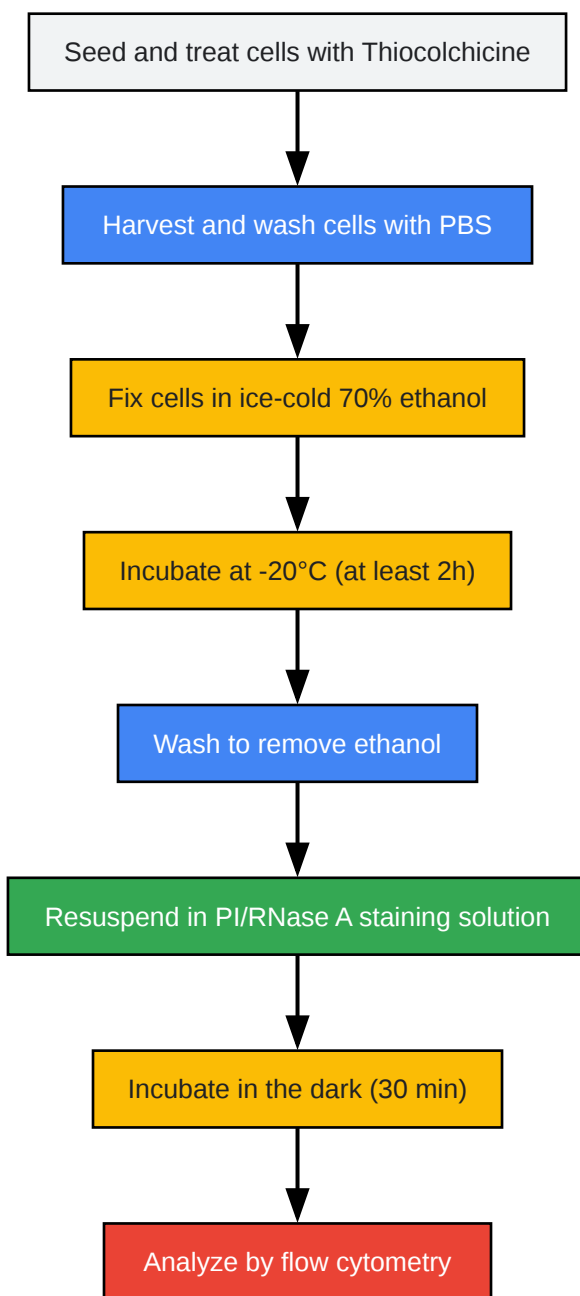 Seed and treat cells with Thiocolchicine
Harvest and wash cells with PBS
Fix cells in ice-cold 70% ethanol
Incubate at -20°C (at least 2h)
Wash to remove ethanol
Resuspend in PI/RNase A staining solution
Incubate in the dark (30 min)
Analyze by flow cytometry